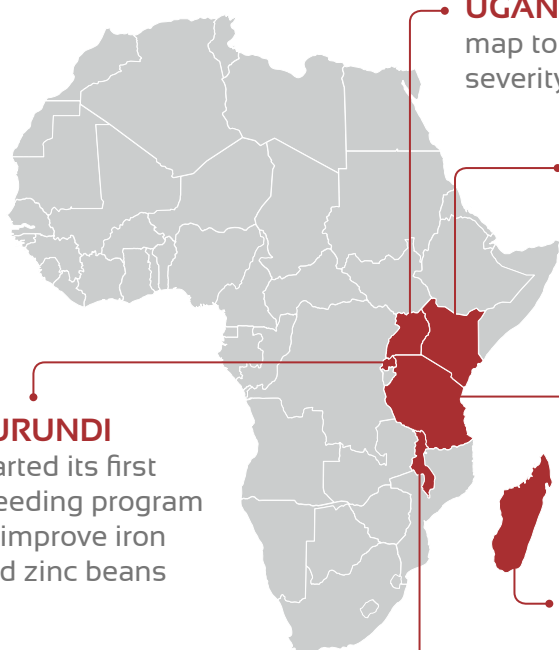 UGAN
map to
severity
URUNDI
arted its first
eeding program
improve iron
d zinc beans